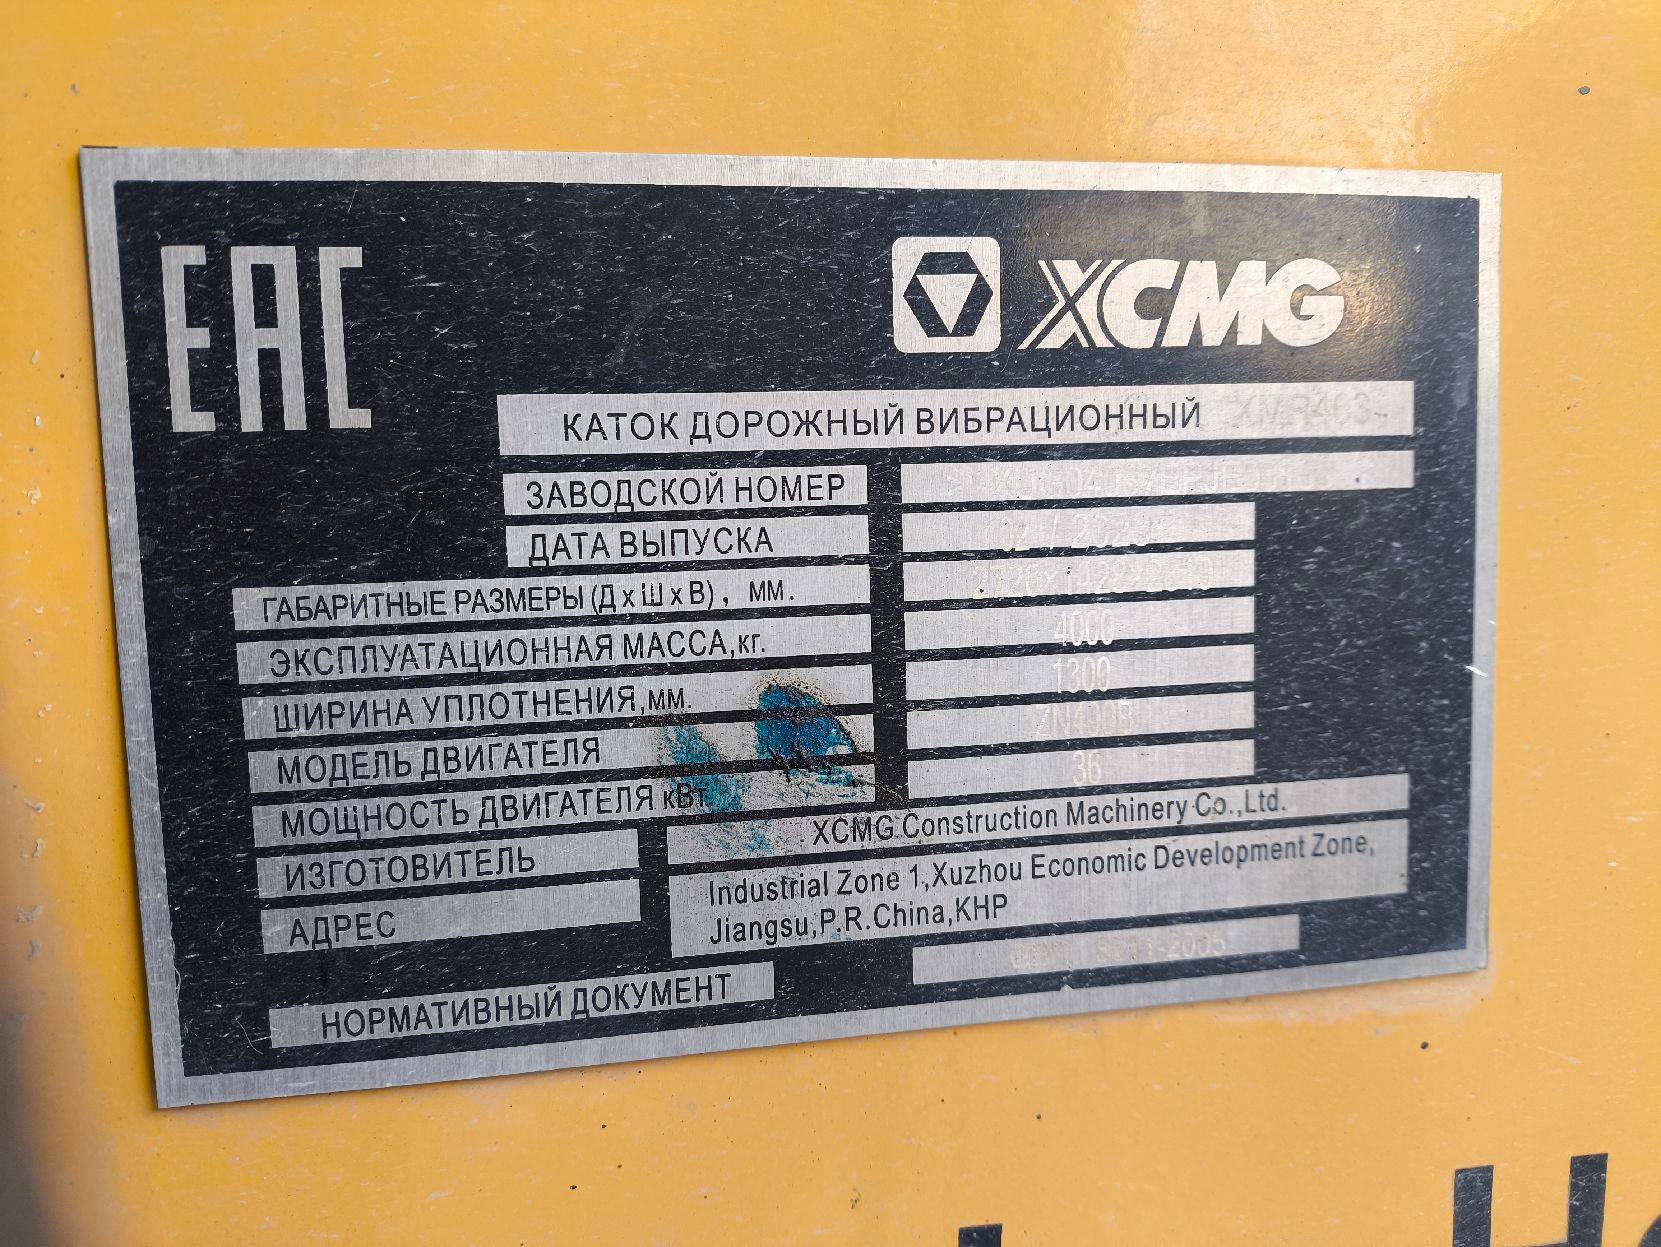 EAC
XCMG
КАТОК ДОРОЖНЫЙ ВИБРАЦИОННЫЙ XMR403
ЗАВОДСКОЙ НОМЕР
ДАТА ВЫПУСКА
ГАБАРИТНЫЕ РАЗМЕРЫ (Д x Ш x В) , ММ.
ЭКСПЛУАТАЦИОННАЯ МАССА,кг. 4000
ШИРИНА УПЛОТНЕНИЯ,мм. 1300
МОДЕЛЬ ДВИГАТЕЛЯ
МОЩНОСТЬ ДВИГАТЕЛЯ кВт. 36
ИЗГОТОВИТЕЛЬ XCMG Construction Machinery Co.,Ltd.
АДРЕС Industrial Zone 1,Xuzhou Economic Development Zone,
Jiangsu,P.R.China,КНР
НОРМАТИВНЫЙ ДОКУМЕНТ